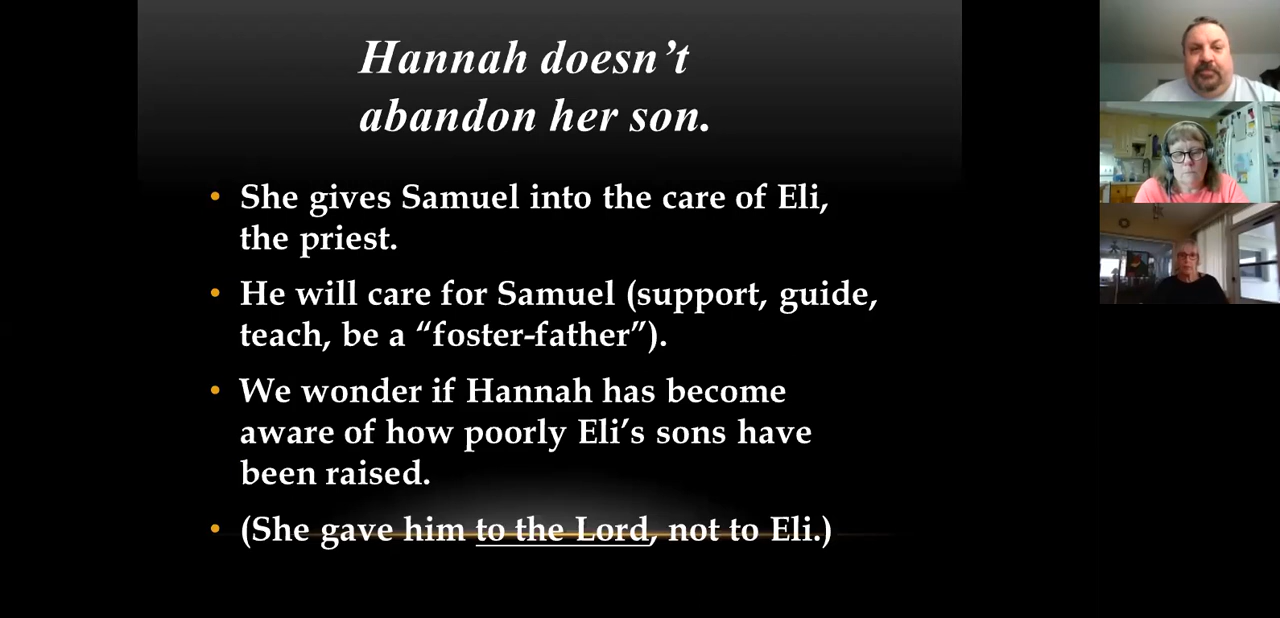 Hannah doesn’t
abandon her son.
• She gives Samuel into the care of Eli,
the priest.
• He will care for Samuel (support, guide,
teach, be a “foster-father”).
• We wonder if Hannah has become
aware of how poorly Eli’s sons have
been raised.
• (She gave him to the Lord, not to Eli.)